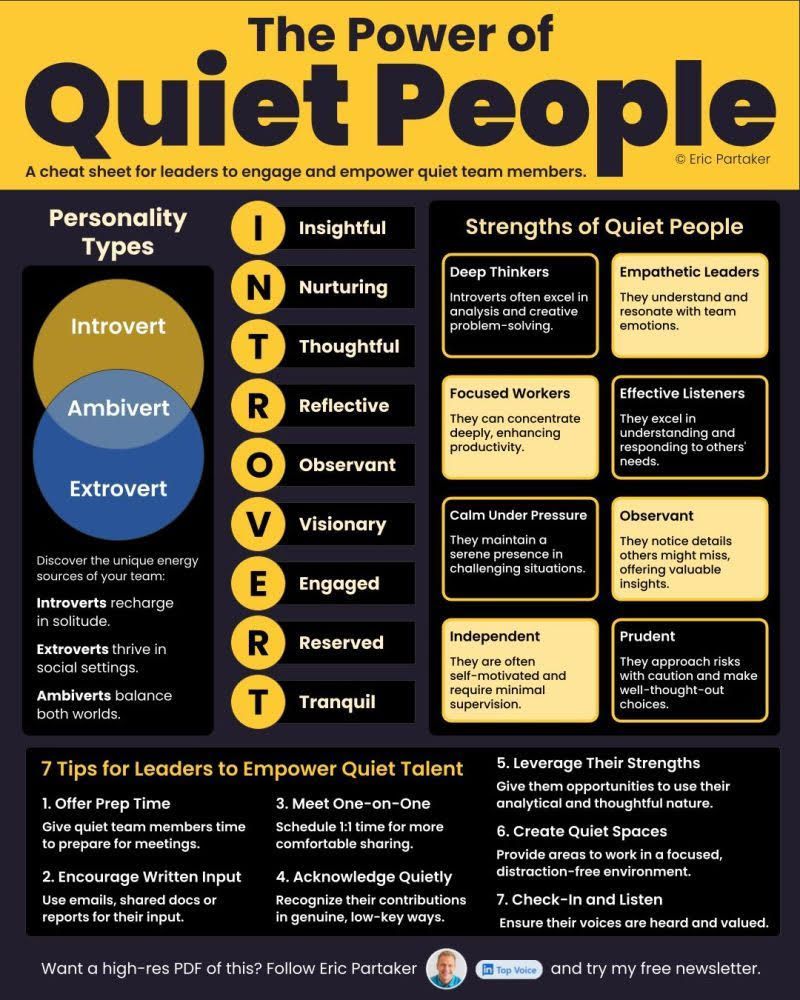 The Power of
Quiet People
© Eric Partaker
A cheat sheet for leaders to engage and empower quiet team members.
Personality
Types
Introvert
Ambivert
Extrovert
Discover the unique energy
sources of your team:
Introverts recharge
in solitude.
Extroverts thrive in
social settings.
Ambiverts balance
both worlds.
I Insightful
N Nurturing
T Thoughtful
R Reflective
O Observant
V Visionary
E Engaged
R Reserved
T Tranquil
Strengths of Quiet People
Deep Thinkers
Introverts often excel in
analysis and creative
problem-solving.
Empathetic Leaders
They understand and
resonate with team
emotions.
Focused Workers
They can concentrate
deeply, enhancing
productivity.
Effective Listeners
They excel in
understanding and
responding to others'
needs.
Calm Under Pressure
They maintain a
serene presence in
challenging situations.
Observant
They notice details
others might miss,
offering valuable
insights.
Independent
They are often
self-motivated and
require minimal
supervision.
Prudent
They approach risks
with caution and make
well-thought-out
choices.
7 Tips for Leaders to Empower Quiet Talent
1. Offer Prep Time
Give quiet team members time
to prepare for meetings.
2. Encourage Written Input
Use emails, shared docs or
reports for their input.
3. Meet One-on-One
Schedule 1:1 time for more
comfortable sharing.
4. Acknowledge Quietly
Recognize their contributions
in genuine, low-key ways.
5. Leverage Their Strengths
Give them opportunities to use their
analytical and thoughtful nature.
6. Create Quiet Spaces
Provide areas to work in a focused,
distraction-free environment.
7. Check-In and Listen
Ensure their voices are heard and valued.
Want a high-res PDF of this? Follow Eric Partaker in Top Voice and try my free newsletter.